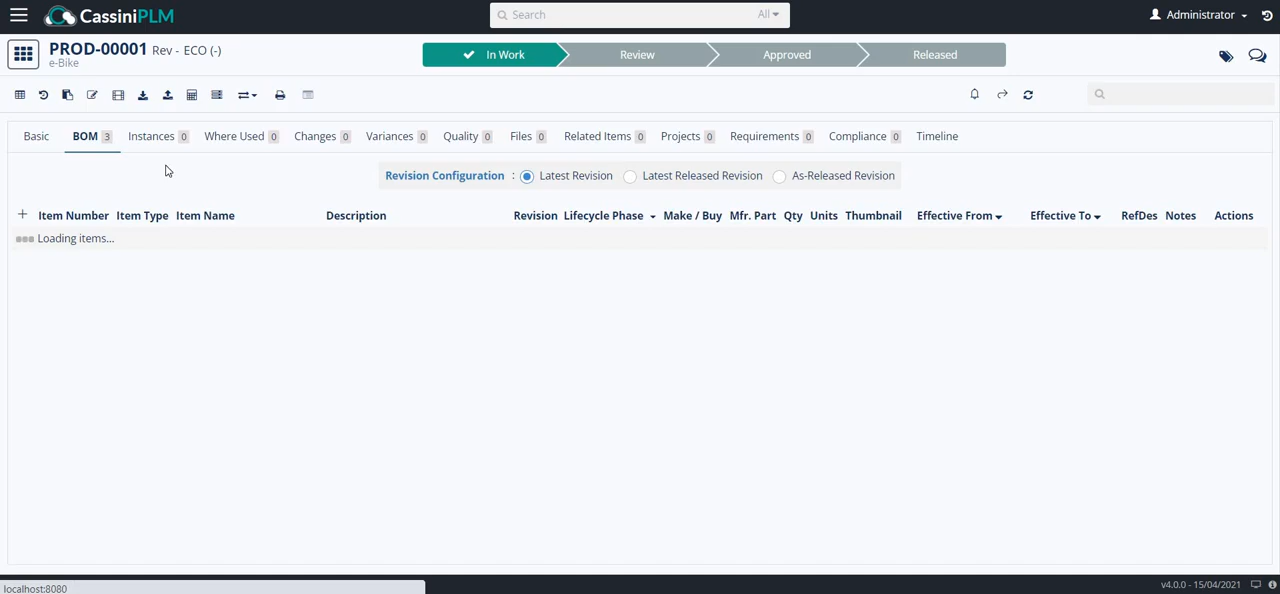 CassiniPLM
Search
All
Administrator
PROD-00001 Rev - ECO (-)
e-Bike
In Work
Review
Approved
Released
Basic
BOM 3
Instances 0
Where Used 0
Changes 0
Variances 0
Quality 0
Files 0
Related Items 0
Projects 0
Requirements 0
Compliance 0
Timeline
Revision Configuration : Latest Revision Latest Released Revision As-Released Revision
Item Number Item Type Item Name Description Revision Lifecycle Phase Make / Buy Mfr. Part Qty Units Thumbnail Effective From Effective To RefDes Notes Actions
Loading items...
localhost:8080
v4.0.0 - 15/04/2021